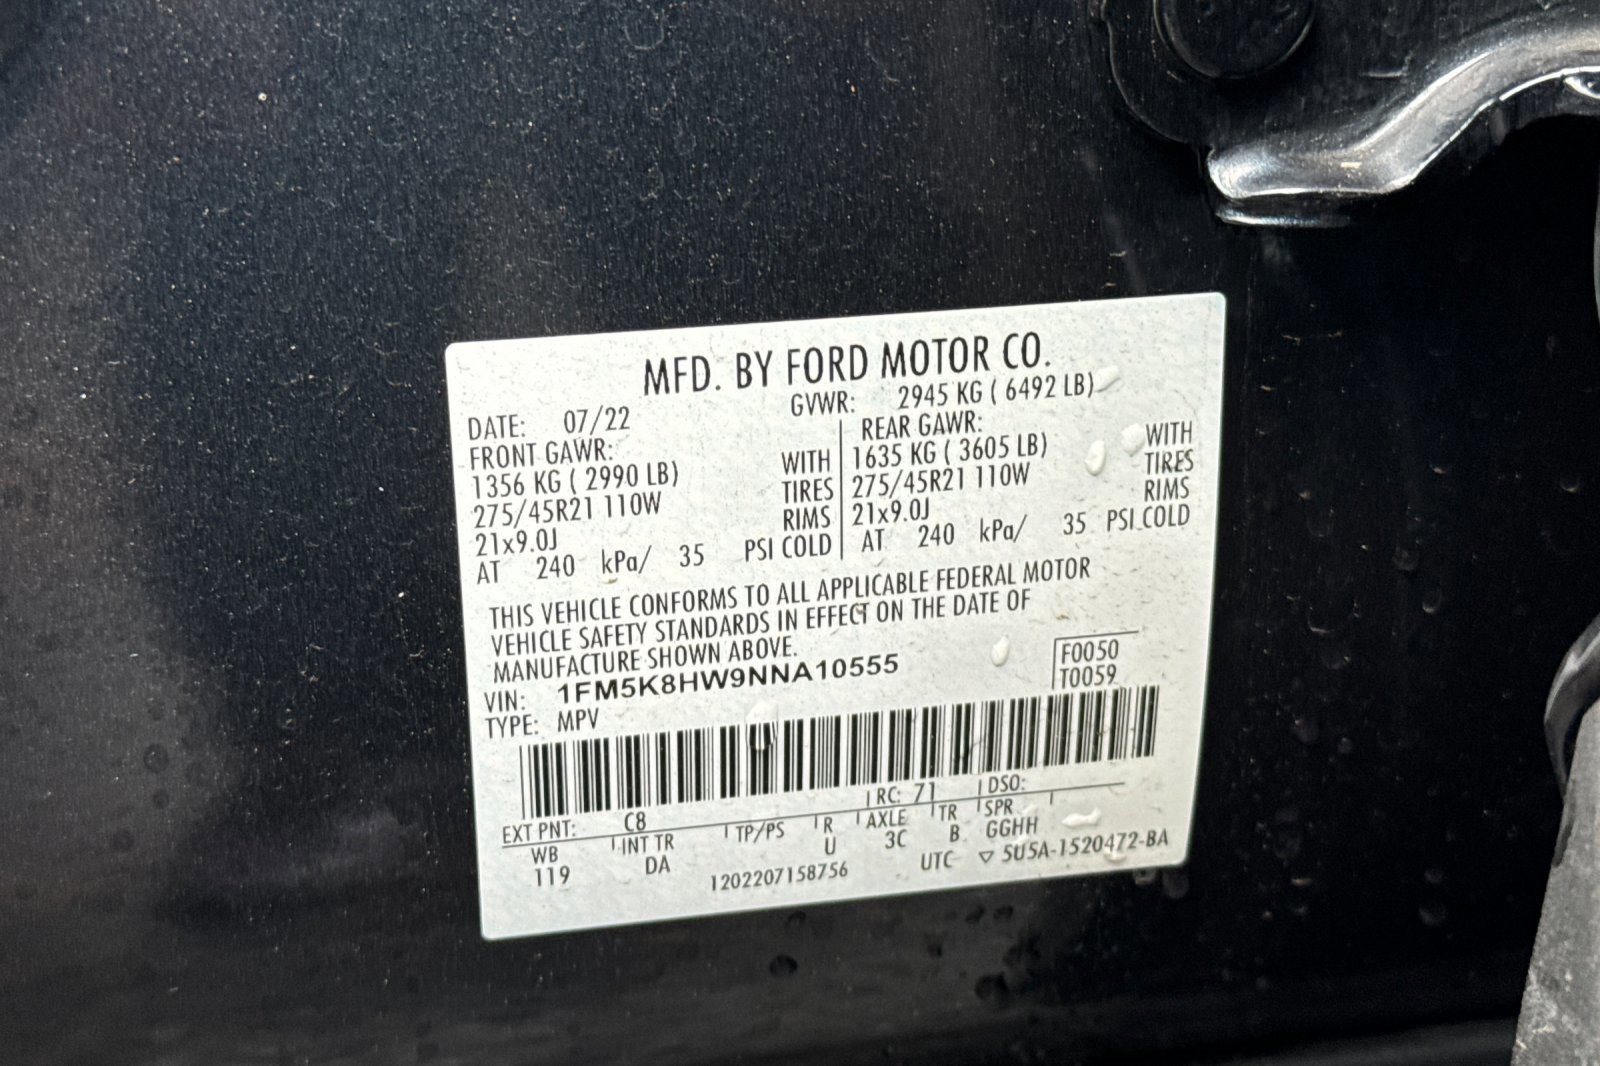 MFD. BY FORD MOTOR CO.
DATE: 07/22 GVWR: 2945 KG ( 6492 LB)
FRONT GAWR: REAR GAWR:
1356 KG ( 2990 LB) WITH 1635 KG ( 3605 LB) WITH
275/45R21 110W TIRES 275/45R21 110W TIRES
21x9.0J RIMS 21x9.0J RIMS
AT 240 kPa/ 35 PSI COLD AT 240 kPa/ 35 PSI COLD
THIS VEHICLE CONFORMS TO ALL APPLICABLE FEDERAL MOTOR
VEHICLE SAFETY STANDARDS IN EFFECT ON THE DATE OF
MANUFACTURE SHOWN ABOVE.
VIN: 1FM5K8HW9NNA10555 F0050
TYPE: MPV T0059
EXT PNT: C8 RC: 71 DSO:
WB INT TR TP/PS R AXLE TR SPR
119 DA U 3C B GGHH
1202207158756 UTC ▽ 5U5A-1520472-BA